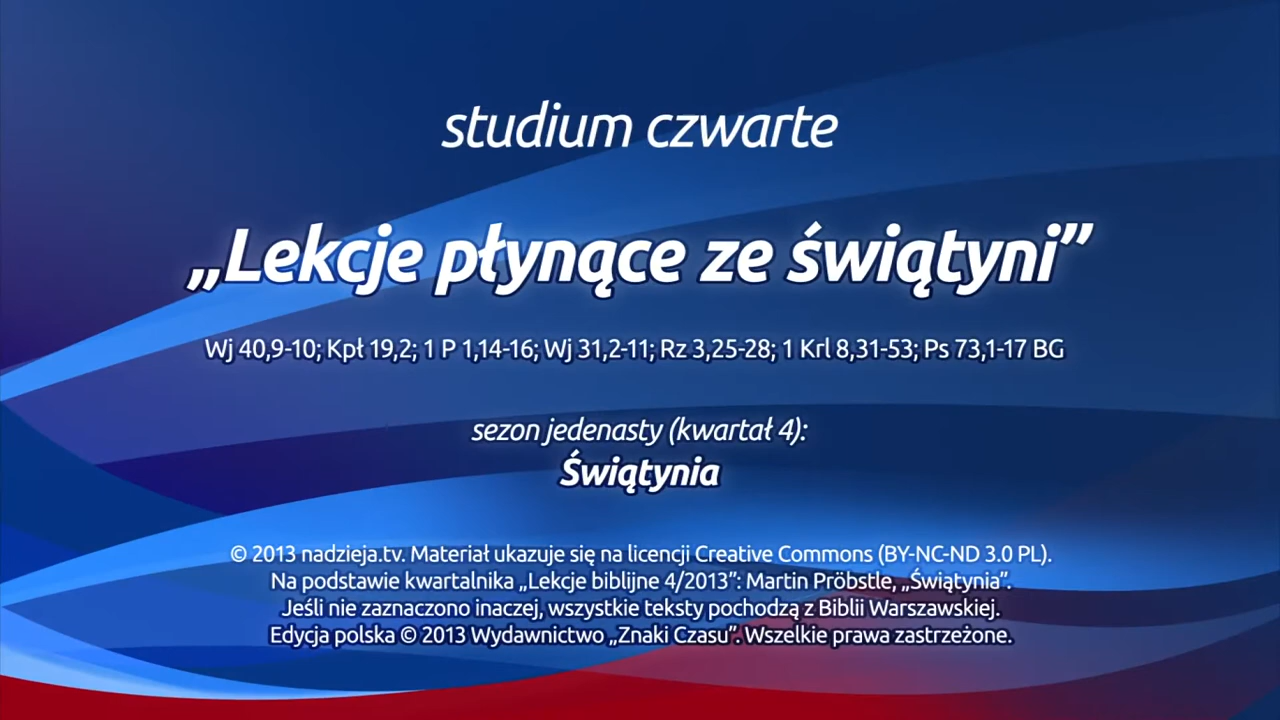 studium czwarte
„Lekcje płynące ze świątyni”
Wj 40,9-10; Kpł 19,2; 1 P 1,14-16; Wj 31,2-11; Rz 3,25-28; 1 Krl 8,31-53; Ps 73,1-17 BG
sezon jedenasty (kwartał 4):
Świątynia
© 2013 nadzieja.tv. Materiał ukazuje się na licencji Creative Commons (BY-NC-ND 3.0 PL).
Na podstawie kwartalnika „Lekcje biblijne 4/2013”: Martin Pröbstle, „Świątynia”.
Jeśli nie zaznaczono inaczej, wszystkie teksty pochodzą z Biblii Warszawskiej.
Edycja polska © 2013 Wydawnictwo „Znaki Czasu”. Wszelkie prawa zastrzeżone.